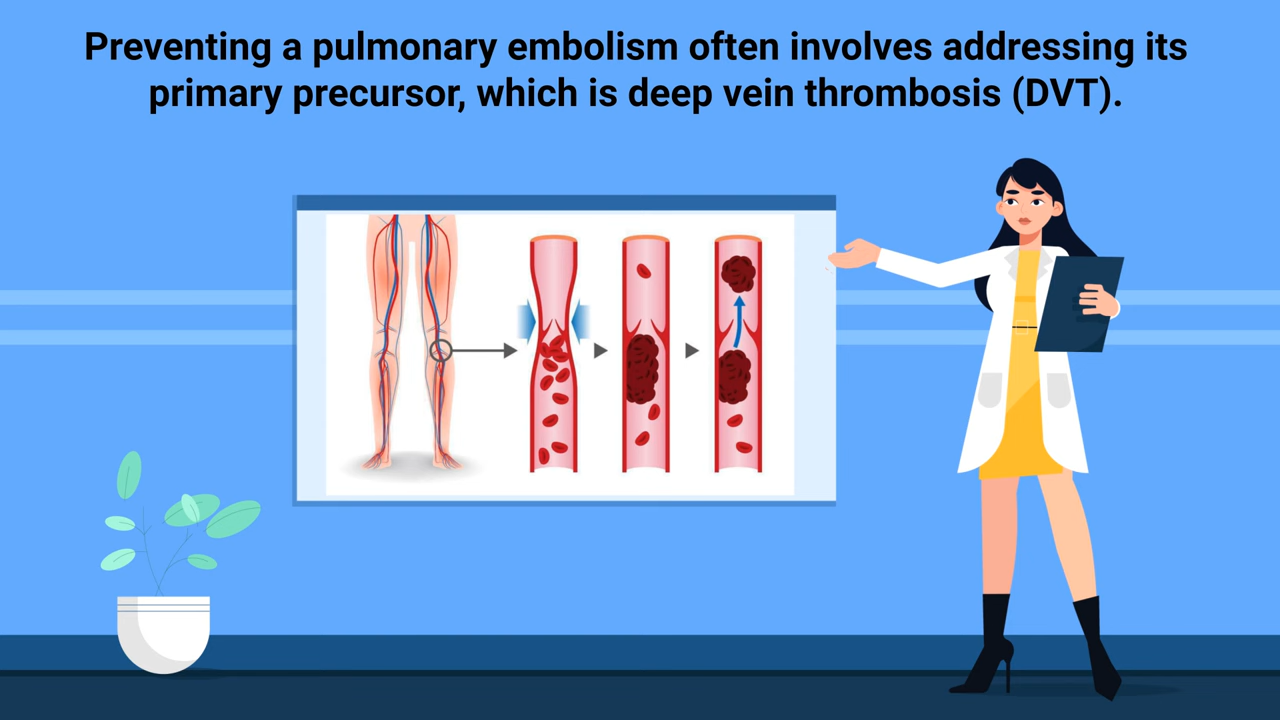 Preventing a pulmonary embolism often involves addressing its
primary precursor, which is deep vein thrombosis (DVT).